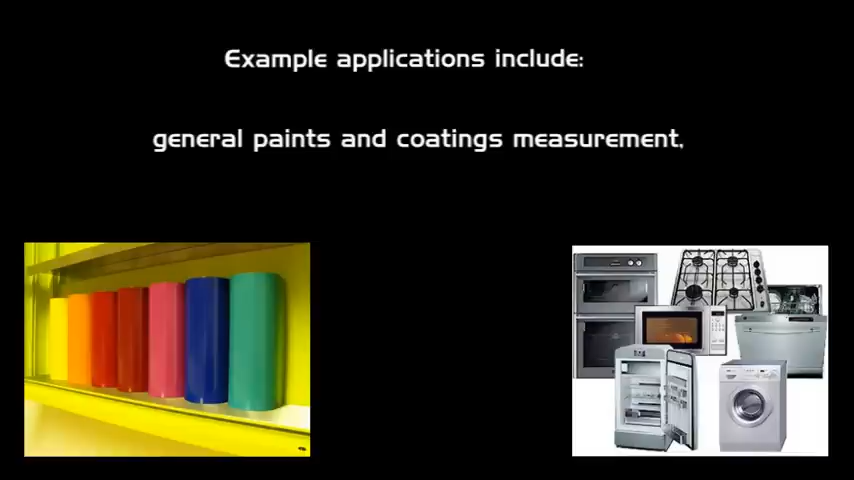 Example applications include:
general paints and coatings measurement,